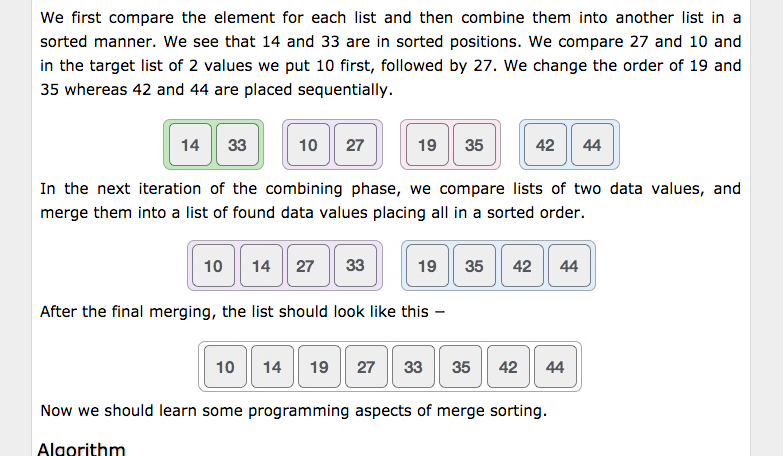 We first compare the element for each list and then combine them into another list in a
sorted manner. We see that 14 and 33 are in sorted positions. We compare 27 and 10 and
in the target list of 2 values we put 10 first, followed by 27. We change the order of 19 and
35 whereas 42 and 44 are placed sequentially.
14 33 10 27 19 35 42 44
In the next iteration of the combining phase, we compare lists of two data values, and
merge them into a list of found data values placing all in a sorted order.
10 14 27 33 19 35 42 44
After the final merging, the list should look like this −
10 14 19 27 33 35 42 44
Now we should learn some programming aspects of merge sorting.
Algorithm